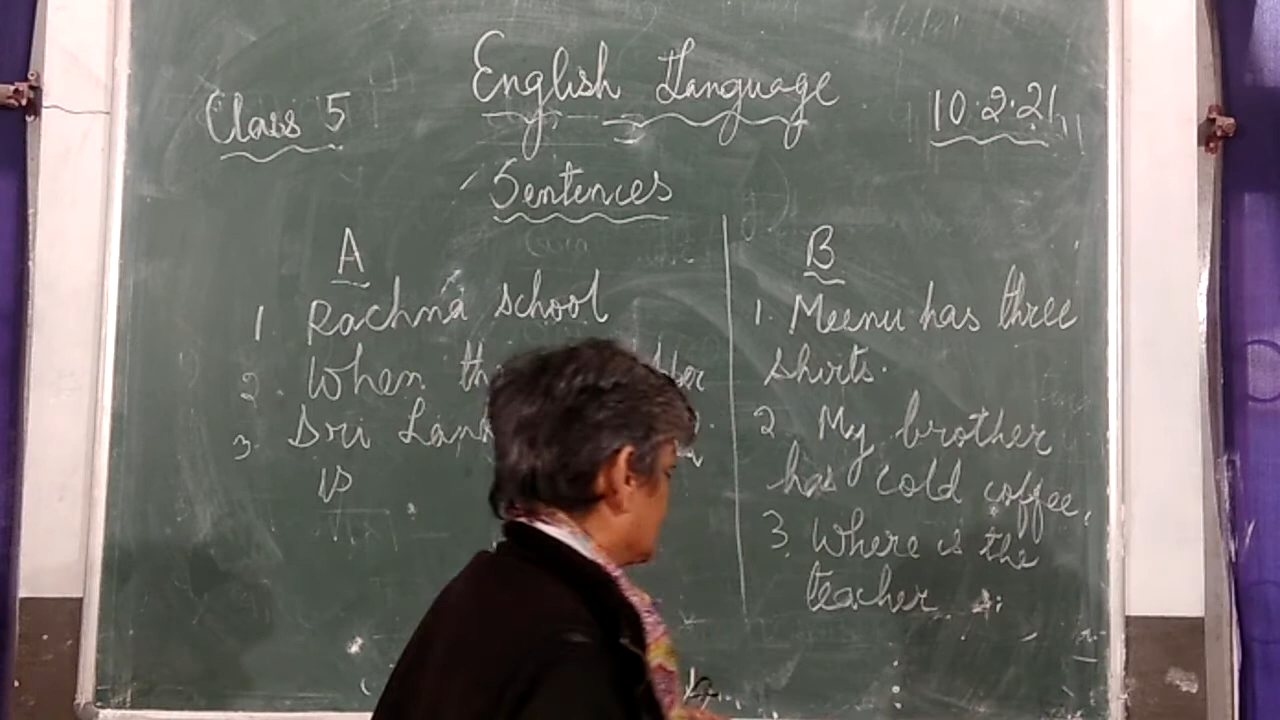 English Language
Class 5
10.2.21
Sentences
A
1. Rachna school
2. When
3. Sri
is
B
1. Meenu has three
shirts.
2. My brother
has cold coffee.
3. Where is the
teacher